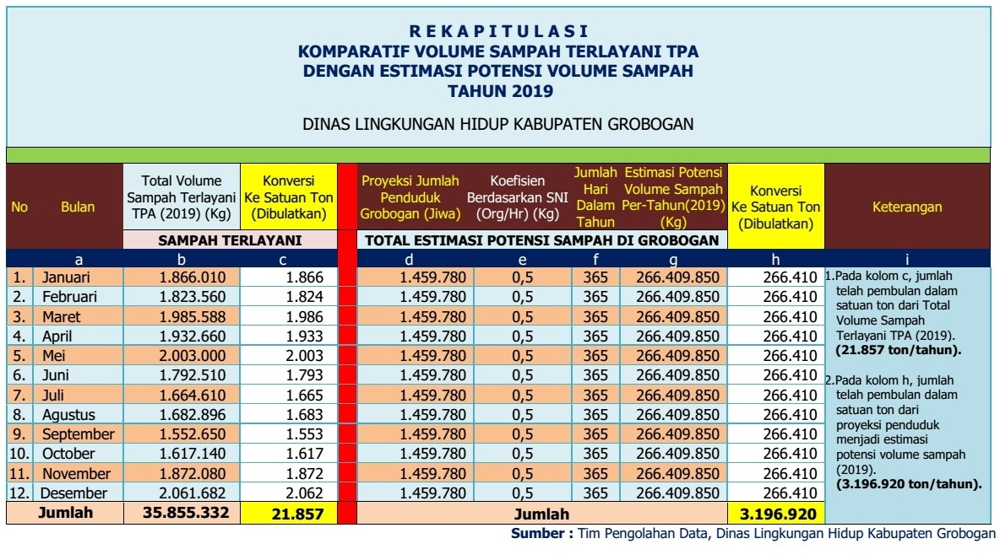 R E K A P I T U L A S I
KOMPARATIF VOLUME SAMPAH TERLAYANI TPA
DENGAN ESTIMASI POTENSI VOLUME SAMPAH
TAHUN 2019
DINAS LINGKUNGAN HIDUP KABUPATEN GROBOGAN
No Bulan Total Volume Sampah Terlayani TPA (2019) (Kg) Konversi Ke Satuan Ton (Dibulatkan) Proyeksi Jumlah Penduduk Grobogan (Jiwa) Koefisien Berdasarkan SNI (Org/Hr) (Kg) Jumlah Hari Dalam Tahun Estimasi Potensi Volume Sampah Per-Tahun(2019) (Kg) Konversi Ke Satuan Ton (Dibulatkan) Keterangan
SAMPAH TERLAYANI TOTAL ESTIMASI POTENSI SAMPAH DI GROBOGAN
a b c d e f g h i
1. Januari 1.866.010 1.866 1.459.780 0,5 365 266.409.850 266.410
2. Februari 1.823.560 1.824 1.459.780 0,5 365 266.409.850 266.410
3. Maret 1.985.588 1.986 1.459.780 0,5 365 266.409.850 266.410
4. April 1.932.660 1.933 1.459.780 0,5 365 266.409.850 266.410
5. Mei 2.003.000 2.003 1.459.780 0,5 365 266.409.850 266.410
6. Juni 1.792.510 1.793 1.459.780 0,5 365 266.409.850 266.410
7. Juli 1.664.610 1.665 1.459.780 0,5 365 266.409.850 266.410
8. Agustus 1.682.896 1.683 1.459.780 0,5 365 266.409.850 266.410
9. September 1.552.650 1.553 1.459.780 0,5 365 266.409.850 266.410
10. October 1.617.140 1.617 1.459.780 0,5 365 266.409.850 266.410
11. November 1.872.080 1.872 1.459.780 0,5 365 266.409.850 266.410
12. Desember 2.061.682 2.062 1.459.780 0,5 365 266.409.850 266.410
Jumlah 35.855.332 21.857 Jumlah 3.196.920
1.Pada kolom c, jumlah
telah pembulan dalam
satuan ton dari Total
Volume Sampah
Terlayani TPA (2019).
(21.857 ton/tahun).
2.Pada kolom h, jumlah
telah pembulan dalam
satuan ton dari
proyeksi penduduk
menjadi estimasi
potensi volume sampah
(2019).
(3.196.920 ton/tahun).
Sumber : Tim Pengolahan Data, Dinas Lingkungan Hidup Kabupaten Grobogan